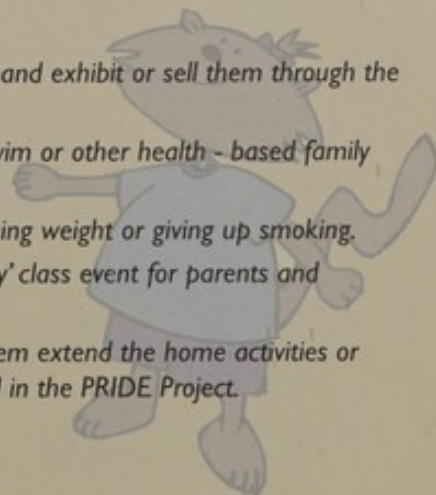 and exhibit or sell them through the
vim or other health - based family
ing weight or giving up smoking.
y' class event for parents and
em extend the home activities or
in the PRIDE Project.